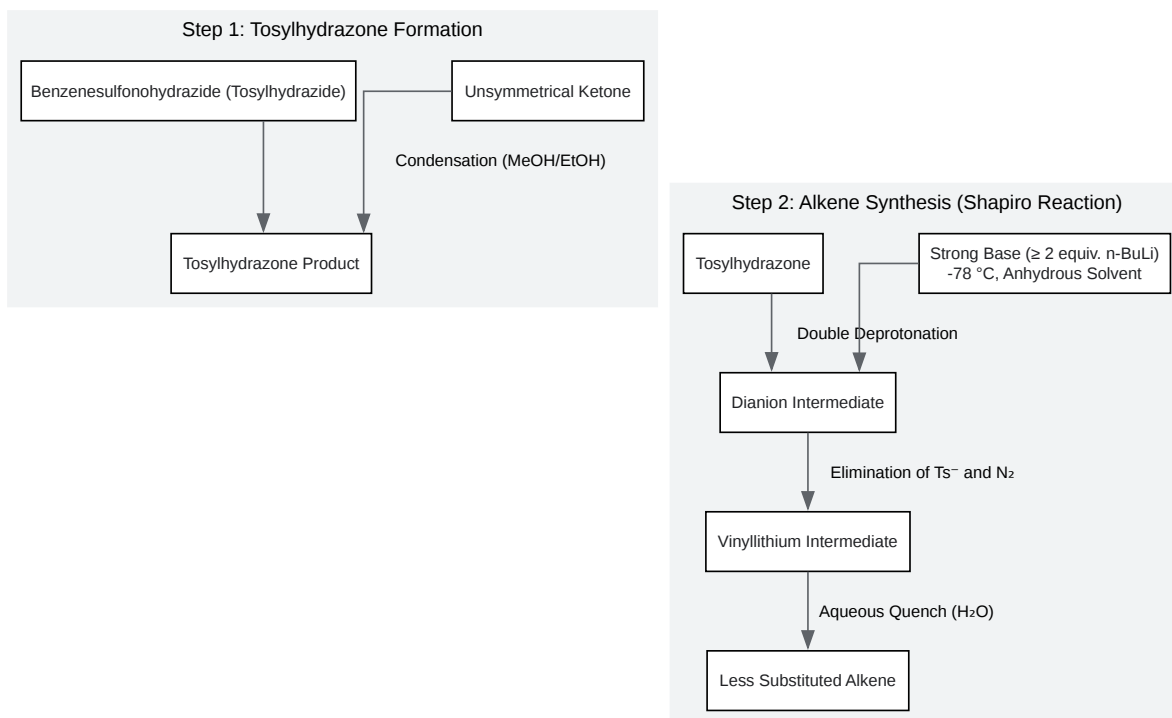 Step 1: Tosylhydrazone Formation
Benzenesulfonohydrazide (Tosylhydrazide)
Unsymmetrical Ketone
Condensation (MeOH/EtOH)
Tosylhydrazone Product
Step 2: Alkene Synthesis (Shapiro Reaction)
Tosylhydrazone
Strong Base (≥ 2 equiv. n-BuLi)
-78 °C, Anhydrous Solvent
Double Deprotonation
Dianion Intermediate
Elimination of Ts⁻ and N₂
Vinyllithium Intermediate
Aqueous Quench (H₂O)
Less Substituted Alkene